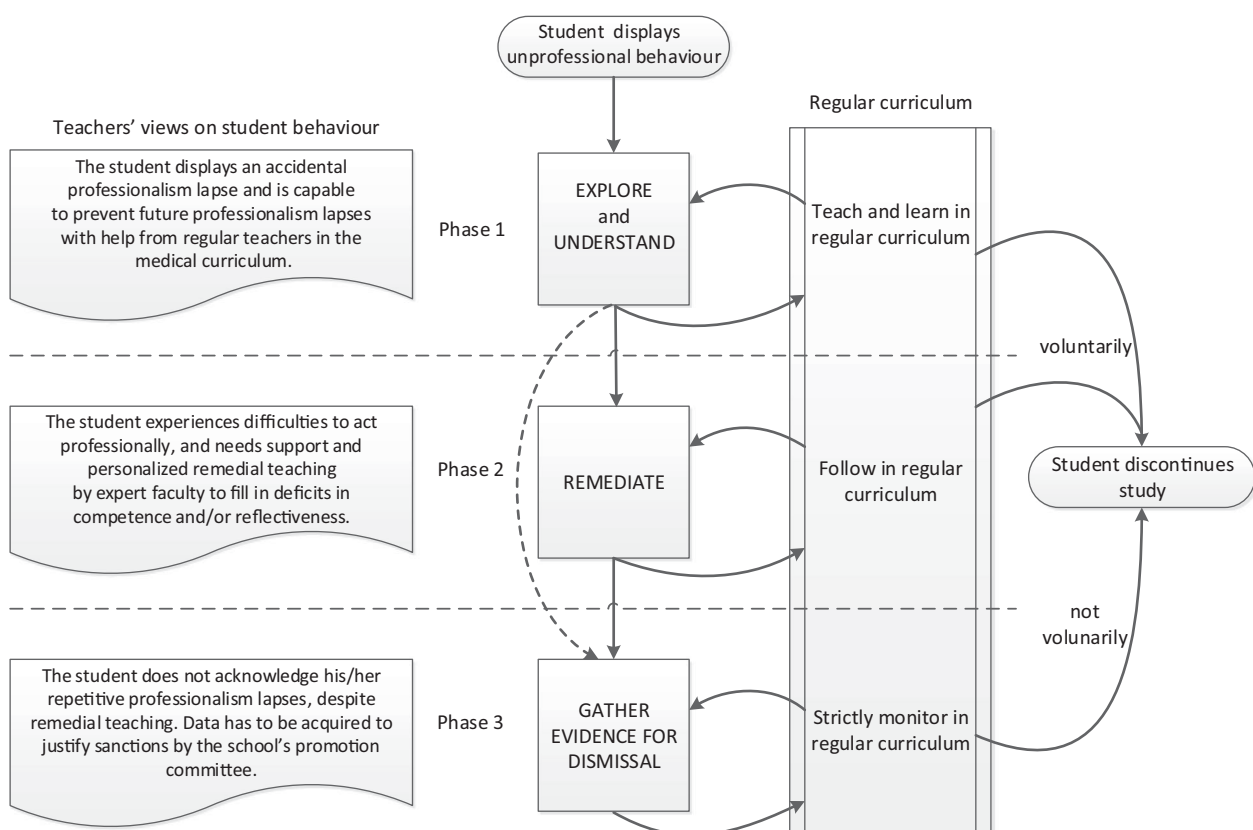 Student displays
unprofessional behaviour
Regular curriculum
Teachers' views on student behaviour
The student displays an accidental
professionalism lapse and is capable
to prevent future professionalism lapses
with help from regular teachers in the
medical curriculum.
Phase 1
EXPLORE
and
UNDERSTAND
Teach and learn in
regular curriculum
voluntarily
The student experiences difficulties to act
professionally, and needs support and
personalized remedial teaching
by expert faculty to fill in deficits in
competence and/or reflectiveness.
Phase 2
REMEDIATE
Follow in regular
curriculum
Student discontinues
study
not
volunarily
The student does not acknowledge his/her
repetitive professionalism lapses, despite
remedial teaching. Data has to be acquired to
justify sanctions by the school's promotion
committee.
Phase 3
GATHER
EVIDENCE FOR
DISMISSAL
Strictly monitor in
regular curriculum